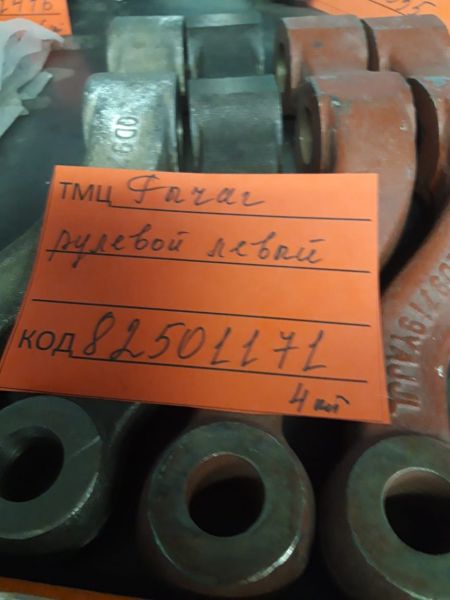 ТМЦ Рычаг
рулевой левый
КОД 82501171
4 шт